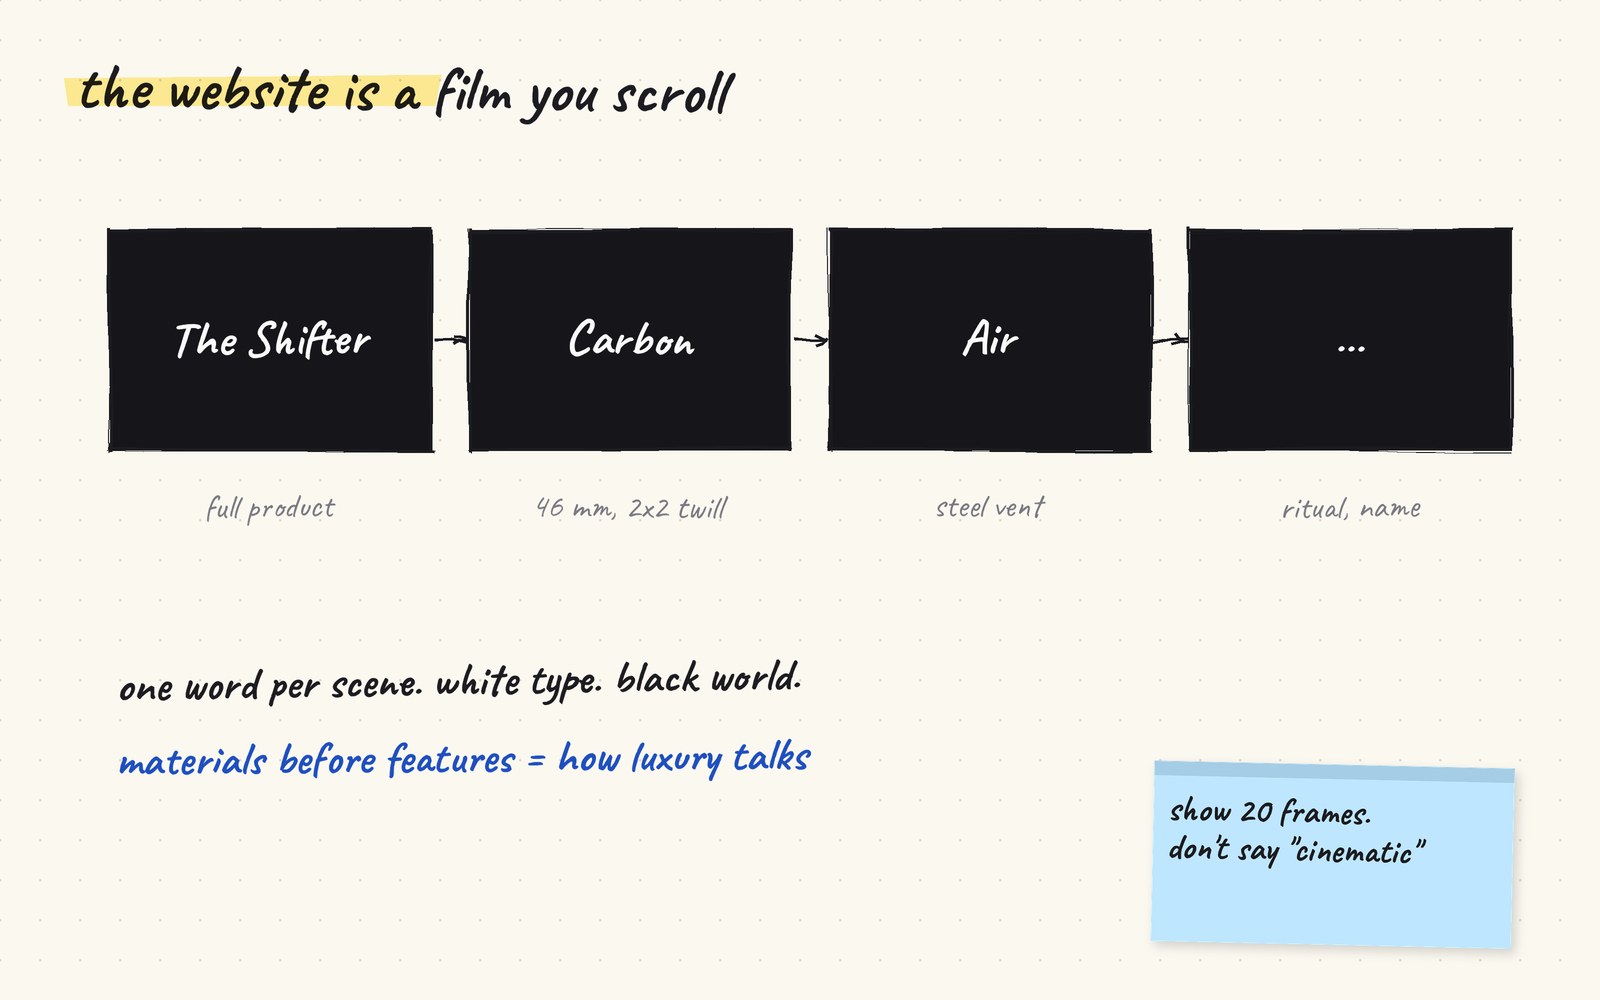 the website is a film you scroll
The Shifter
Carbon
Air
...
full product
46 mm, 2x2 twill
steel vent
ritual, name
one word per scene. white type. black world.
materials before features = how luxury talks
show 20 frames.
don't say "cinematic"